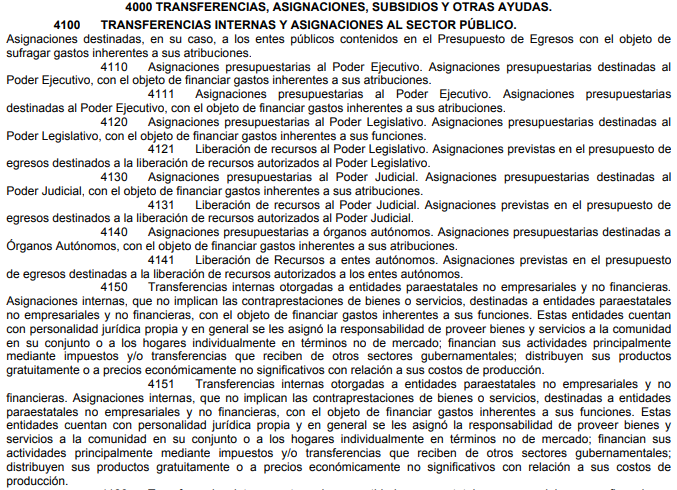 4000 TRANSFERENCIAS, ASIGNACIONES, SUBSIDIOS Y OTRAS AYUDAS.
4100 TRANSFERENCIAS INTERNAS Y ASIGNACIONES AL SECTOR PÚBLICO.
Asignaciones destinadas, en su caso, a los entes públicos contenidos en el Presupuesto de Egresos con el objeto de
sufragar gastos inherentes a sus atribuciones.
4110 Asignaciones presupuestarias al Poder Ejecutivo. Asignaciones presupuestarias destinadas al
Poder Ejecutivo, con el objeto de financiar gastos inherentes a sus atribuciones.
4111 Asignaciones presupuestarias al Poder Ejecutivo. Asignaciones presupuestarias
destinadas al Poder Ejecutivo, con el objeto de financiar gastos inherentes a sus atribuciones.
4120 Asignaciones presupuestarias al Poder Legislativo. Asignaciones presupuestarias destinadas al
Poder Legislativo, con el objeto de financiar gastos inherentes a sus funciones.
4121 Liberación de recursos al Poder Legislativo. Asignaciones previstas en el presupuesto de
egresos destinados a la liberación de recursos autorizados al Poder Legislativo.
4130 Asignaciones presupuestarias al Poder Judicial. Asignaciones presupuestarias destinadas al
Poder Judicial, con el objeto de financiar gastos inherentes a sus atribuciones.
4131 Liberación de recursos al Poder Judicial. Asignaciones previstas en el presupuesto de
egresos destinados a la liberación de recursos autorizados al Poder Judicial.
4140 Asignaciones presupuestarias a órganos autónomos. Asignaciones presupuestarias destinadas a
Órganos Autónomos, con el objeto de financiar gastos inherentes a sus atribuciones.
4141 Liberación de Recursos a entes autónomos. Asignaciones previstas en el presupuesto
de egresos destinadas a la liberación de recursos autorizados a los entes autónomos.
4150 Transferencias internas otorgadas a entidades paraestatales no empresariales y no financieras.
Asignaciones internas, que no implican las contraprestaciones de bienes o servicios, destinadas a entidades paraestatales
no empresariales y no financieras, con el objeto de financiar gastos inherentes a sus funciones. Estas entidades cuentan
con personalidad jurídica propia y en general se les asignó la responsabilidad de proveer bienes y servicios a la comunidad
en su conjunto o a los hogares individualmente en términos no de mercado; financian sus actividades principalmente
mediante impuestos y/o transferencias que reciben de otros sectores gubernamentales; distribuyen sus productos
gratuitamente o a precios económicamente no significativos con relación a sus costos de producción.
4151 Transferencias internas otorgadas a entidades paraestatales no empresariales y no
financieras. Asignaciones internas, que no implican las contraprestaciones de bienes o servicios, destinadas a entidades
paraestatales no empresariales y no financieras, con el objeto de financiar gastos inherentes a sus funciones. Estas
entidades cuentan con personalidad jurídica propia y en general se les asignó la responsabilidad de proveer bienes y
servicios a la comunidad en su conjunto o a los hogares individualmente en términos no de mercado; financian sus
actividades principalmente mediante impuestos y/o transferencias que reciben de otros sectores gubernamentales;
distribuyen sus productos gratuitamente o a precios económicamente no significativos con relación a sus costos de
producción.